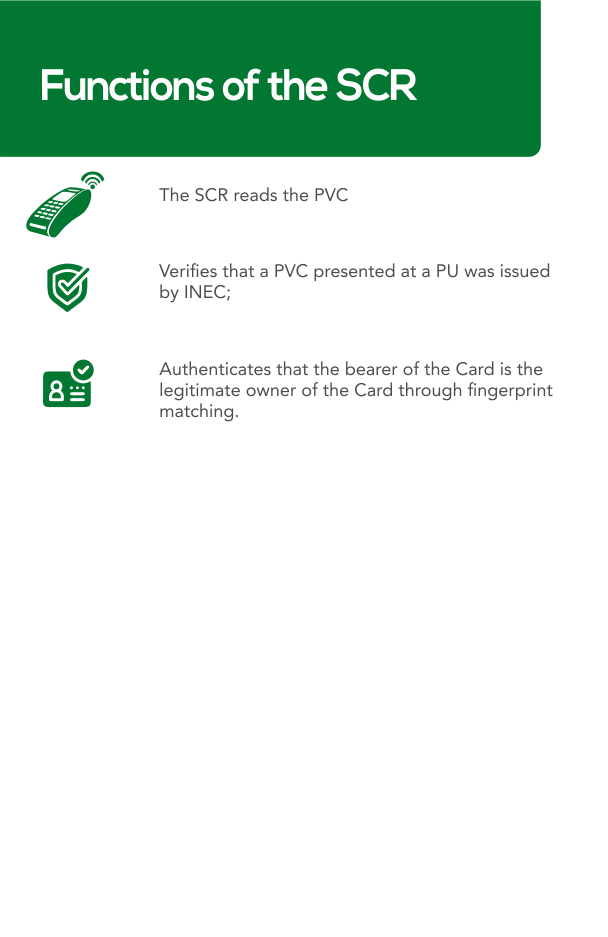 Functions of the SCR
The SCR reads the PVC
Verifies that a PVC presented at a PU was issued
by INEC;
Authenticates that the bearer of the Card is the
legitimate owner of the Card through fingerprint
matching.